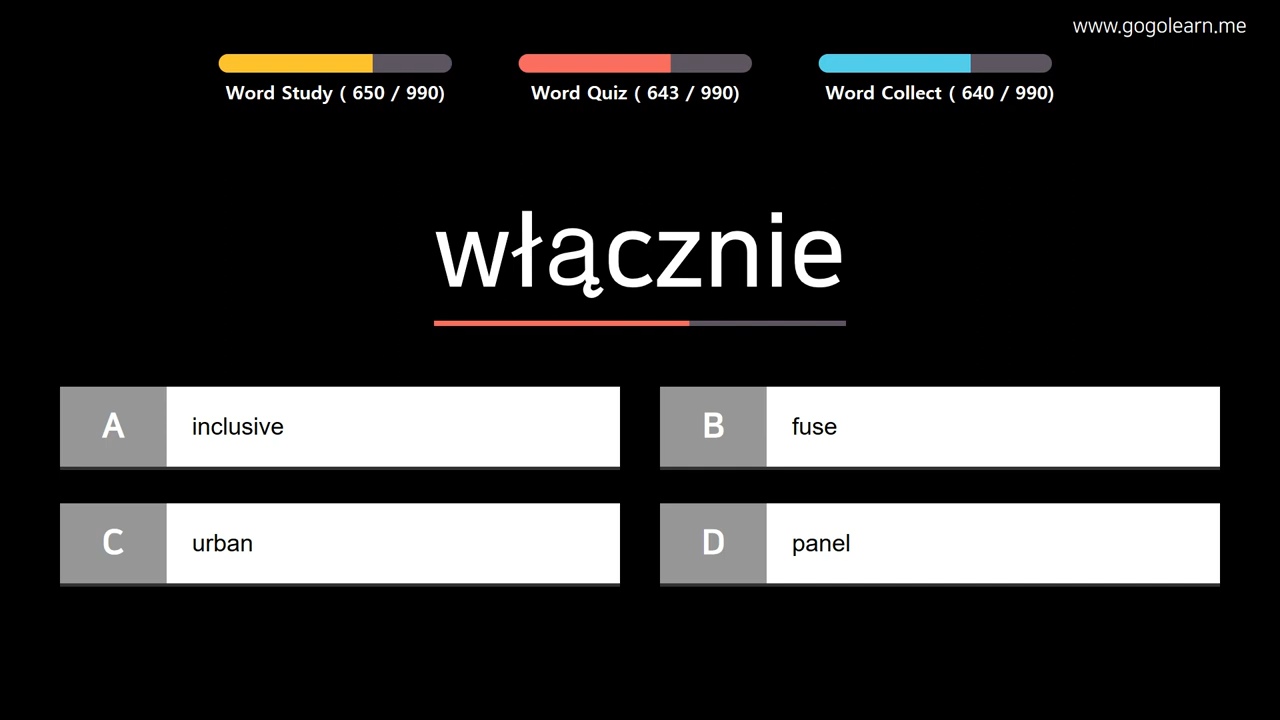 www.gogolearn.me
Word Study ( 650 / 990)
Word Quiz ( 643 / 990)
Word Collect ( 640 / 990)
włącznie
A inclusive
B fuse
C urban
D panel